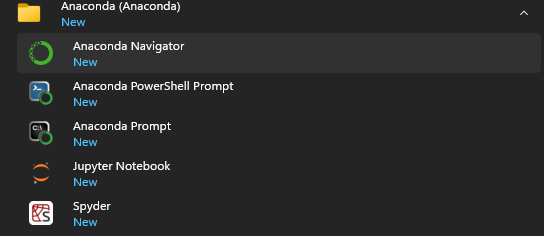 Anaconda (Anaconda)
New
Anaconda Navigator
New
Anaconda PowerShell Prompt
New
Anaconda Prompt
New
Jupyter Notebook
New
Spyder
New